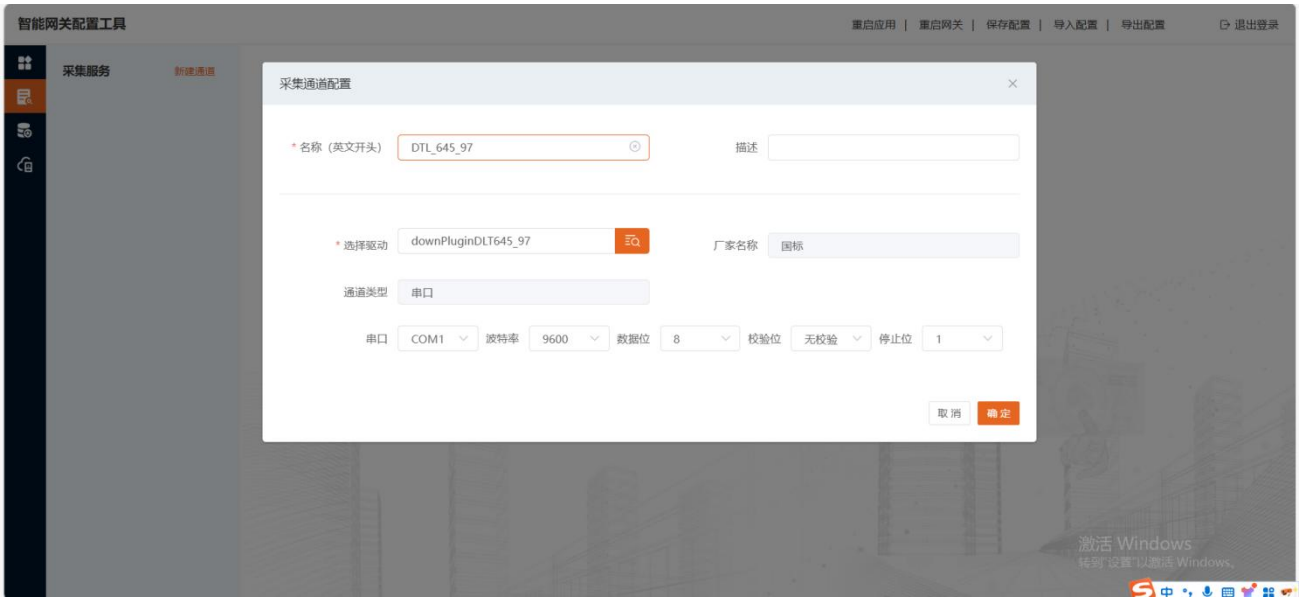 智能网关配置工具
重启应用 | 重启网关 | 保存配置 | 导入配置 | 导出配置 退出登录
采集服务 新建通道
采集通道配置
* 名称（英文开头） DTL_645_97 描述
* 选择驱动 downPluginDLT645_97 厂家名称 国标
通道类型 串口
串口 COM1 波特率 9600 数据位 8 校验位 无校验 停止位 1
取消 确定
激活 Windows
转到"设置"以激活 Windows。
中